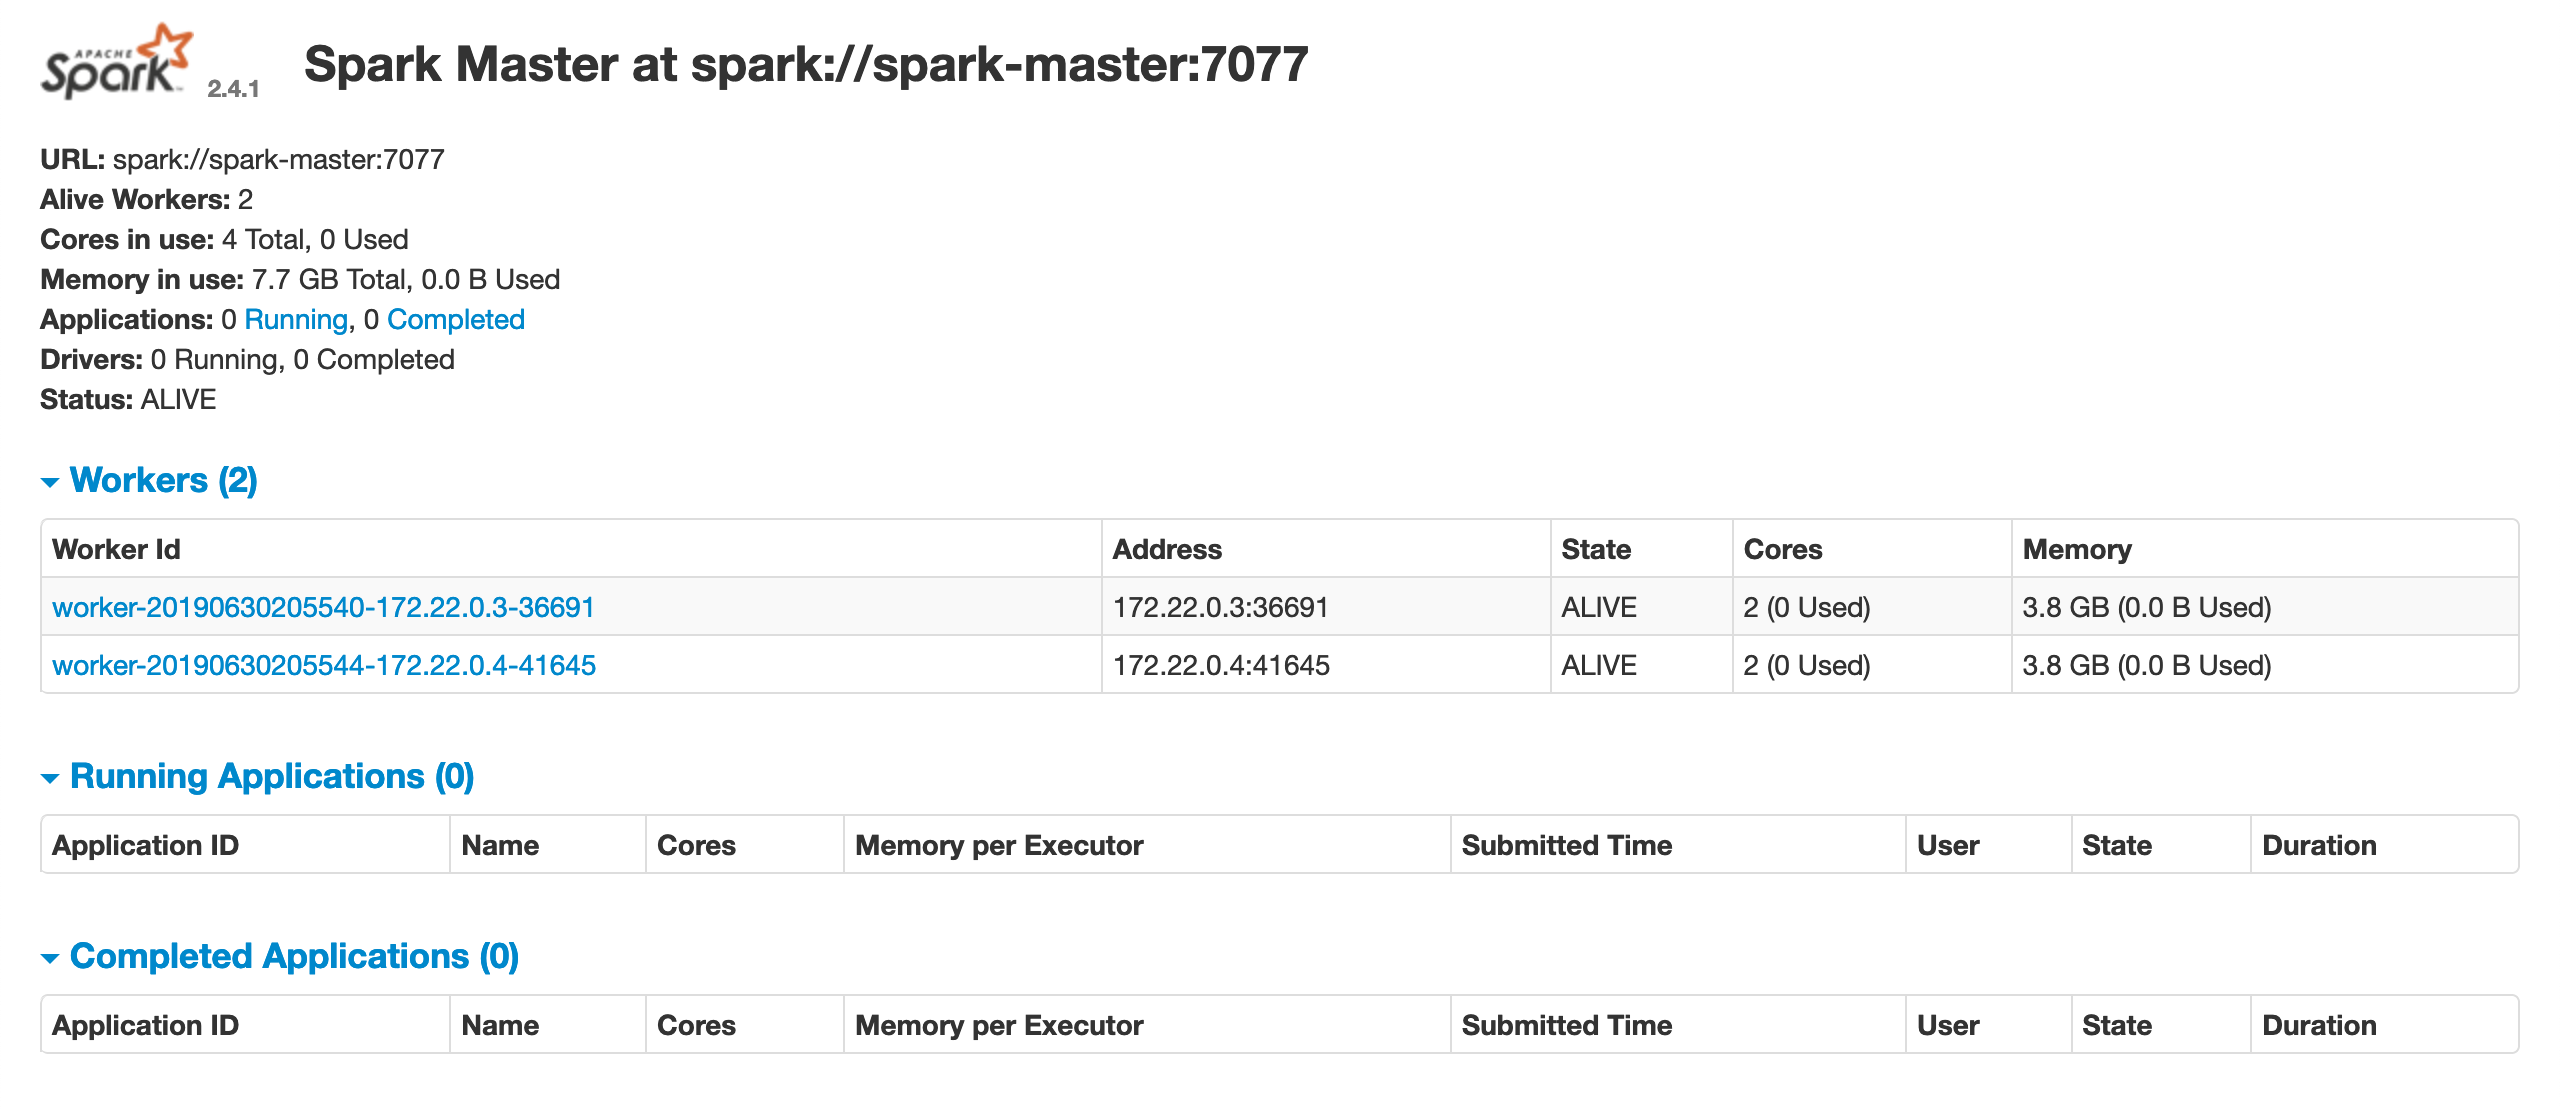 APACHE
Spark™ 2.4.1 Spark Master at spark://spark-master:7077
URL: spark://spark-master:7077
Alive Workers: 2
Cores in use: 4 Total, 0 Used
Memory in use: 7.7 GB Total, 0.0 B Used
Applications: 0 Running, 0 Completed
Drivers: 0 Running, 0 Completed
Status: ALIVE
Workers (2)
Worker Id Address State Cores Memory
worker-20190630205540-172.22.0.3-36691 172.22.0.3:36691 ALIVE 2 (0 Used) 3.8 GB (0.0 B Used)
worker-20190630205544-172.22.0.4-41645 172.22.0.4:41645 ALIVE 2 (0 Used) 3.8 GB (0.0 B Used)
Running Applications (0)
Application ID Name Cores Memory per Executor Submitted Time User State Duration
Completed Applications (0)
Application ID Name Cores Memory per Executor Submitted Time User State Duration